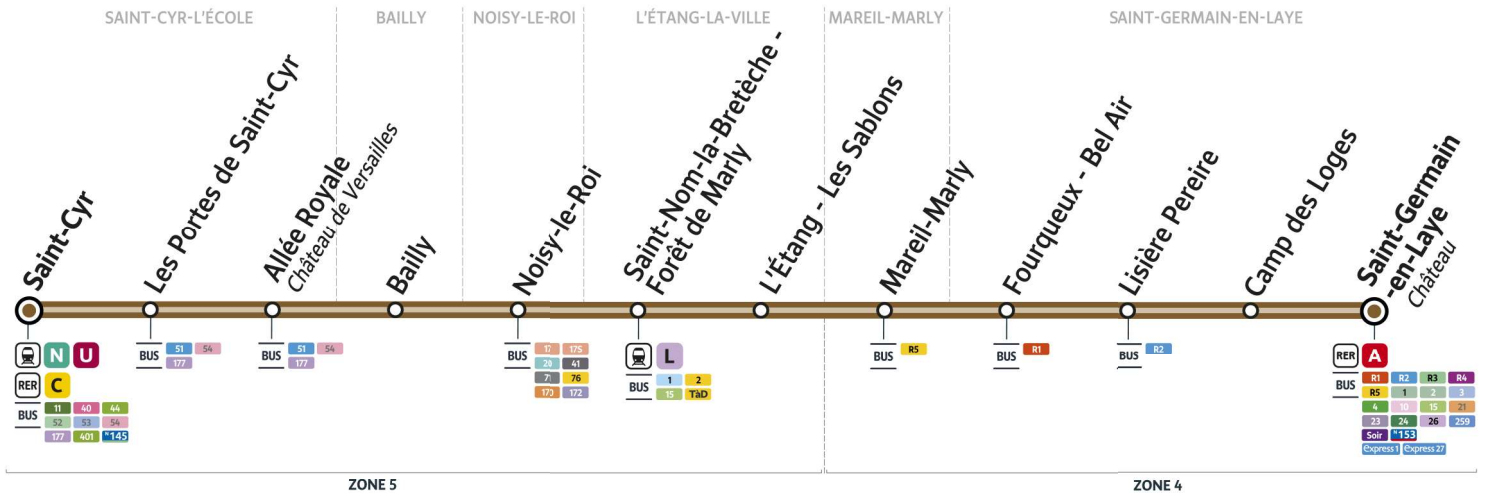 SAINT-CYR-L'ÉCOLE
BAILLY
NOISY-LE-ROI
L'ÉTANG-LA-VILLE
MAREIL-MARLY
SAINT-GERMAIN-EN-LAYE
Saint-Cyr
Les Portes de Saint-Cyr
Allée Royale
Château de Versailles
Bailly
Noisy-le-Roi
Saint-Nom-la-Bretèche -
Forêt de Marly
L'Étang - Les Sablons
Mareil-Marly
Fourqueux - Bel Air
Lisière Pereire
Camp des Loges
Saint-Germain
-en-Laye
Château
N U
RER C
BUS
11 40 44
52 53 54
177 401 N145
BUS 51 54
177
BUS 51 54
177
BUS
17 175
20 41
71 76
170 172
L
BUS
1 2
15 TàD
BUS R5
BUS R1
BUS R2
RER A
BUS
R1 R2 R3 R4
R5 1 2 3
4 10 15 21
23 24 26 259
Soir N153
express 1 express 27
ZONE 5
ZONE 4